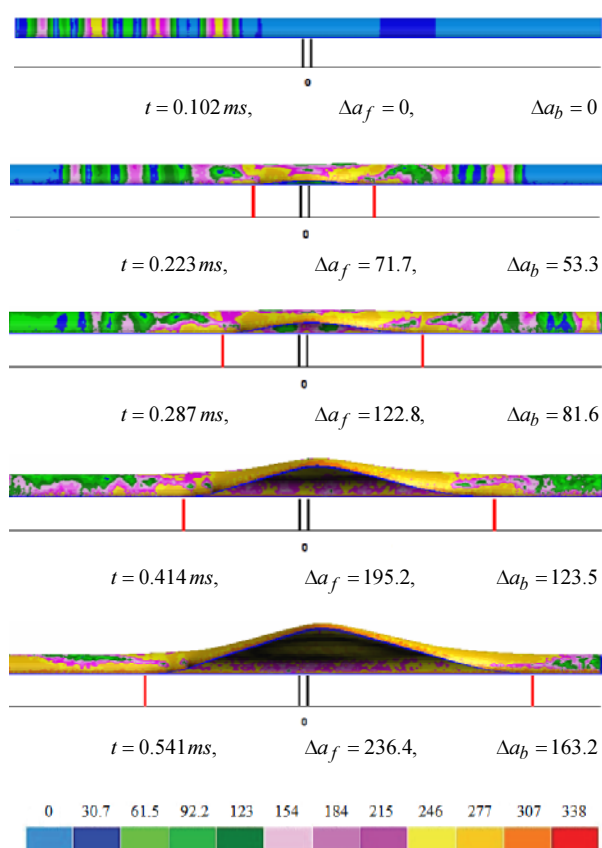 0
t = 0.102 ms, Δa_f = 0, Δa_b = 0
0
t = 0.223 ms, Δa_f = 71.7, Δa_b = 53.3
0
t = 0.287 ms, Δa_f = 122.8, Δa_b = 81.6
0
t = 0.414 ms, Δa_f = 195.2, Δa_b = 123.5
0
t = 0.541 ms, Δa_f = 236.4, Δa_b = 163.2
0 30.7 61.5 92.2 123 154 184 215 246 277 307 338